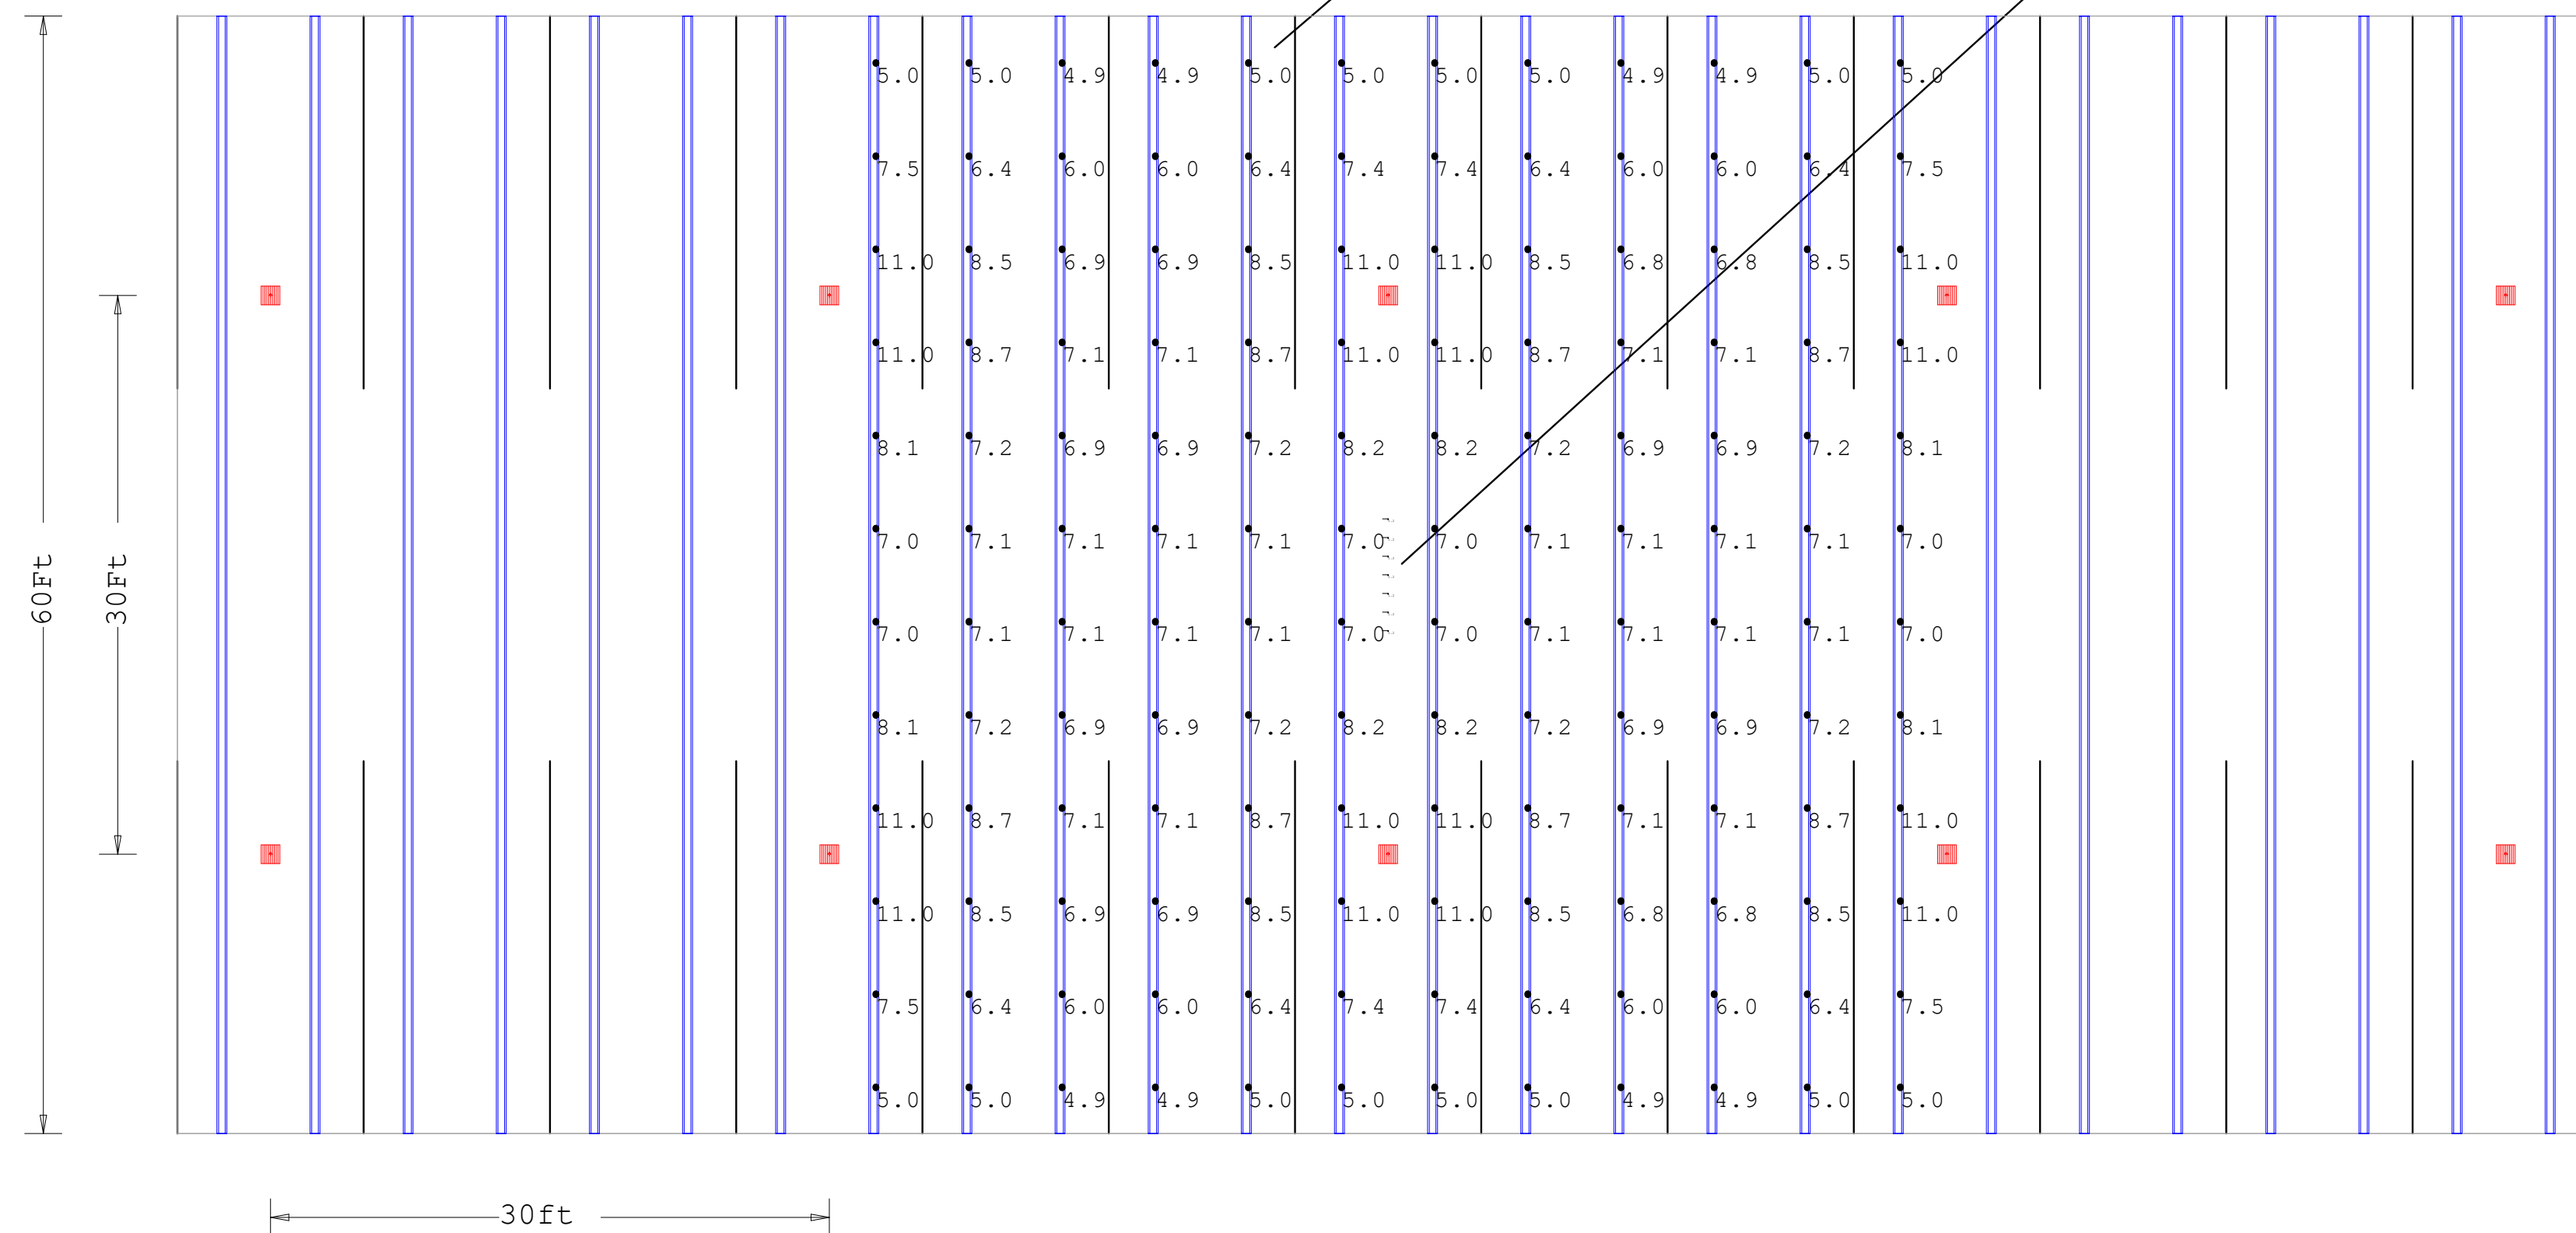 5.0 5.0 4.9 4.9 5.0 5.0 5.0 5.0 4.9 4.9 5.0 5.0
7.5 6.4 6.0 6.0 6.4 7.4 7.4 6.4 6.0 6.0 6.4 7.5
11.0 8.5 6.9 6.9 8.5 11.0 11.0 8.5 6.8 6.8 8.5 11.0
11.0 8.7 7.1 7.1 8.7 11.0 11.0 8.7 7.1 7.1 8.7 11.0
8.1 7.2 6.9 6.9 7.2 8.2 8.2 7.2 6.9 6.9 7.2 8.1
7.0 7.1 7.1 7.1 7.1 7.0 7.0 7.1 7.1 7.1 7.1 7.0
60Ft
30Ft
7.0 7.1 7.1 7.1 7.1 7.0 7.0 7.1 7.1 7.1 7.1 7.0
8.1 7.2 6.9 6.9 7.2 8.2 8.2 7.2 6.9 6.9 7.2 8.1
11.0 8.7 7.1 7.1 8.7 11.0 11.0 8.7 7.1 7.1 8.7 11.0
11.0 8.5 6.9 6.9 8.5 11.0 11.0 8.5 6.8 6.8 8.5 11.0
7.5 6.4 6.0 6.0 6.4 7.4 7.4 6.4 6.0 6.0 6.4 7.5
5.0 5.0 4.9 4.9 5.0 5.0 5.0 5.0 4.9 4.9 5.0 5.0
30ft